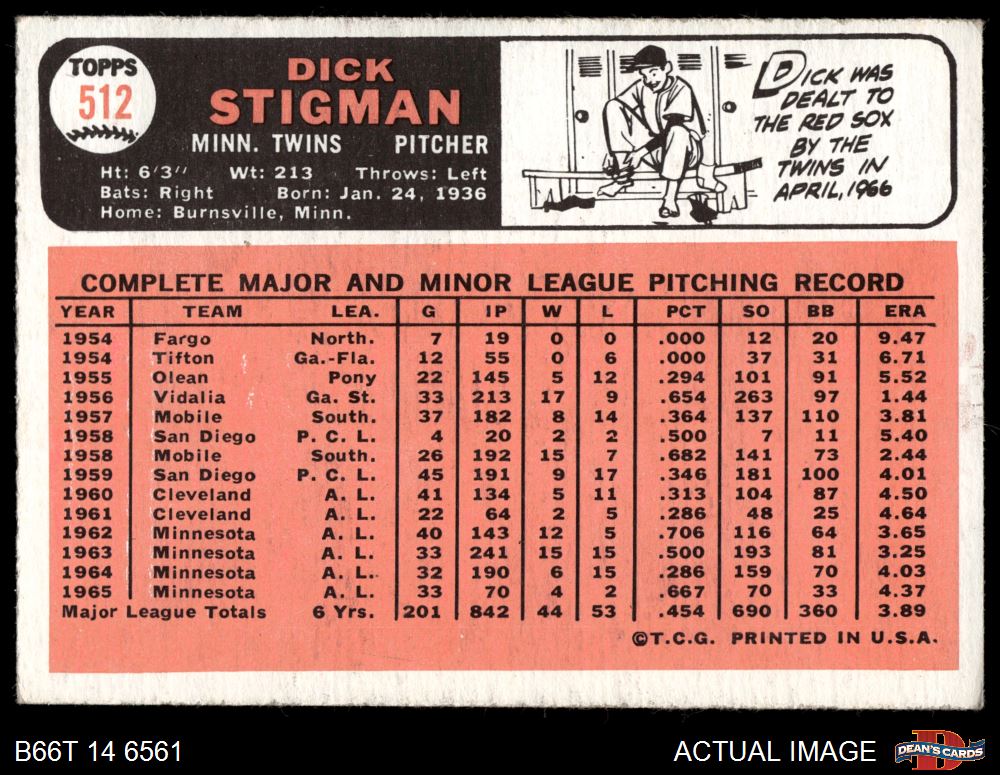 TOPPS
512
DICK
STIGMAN
MINN. TWINS PITCHER
Ht: 6'3" Wt: 213 Throws: Left
Bats: Right Born: Jan. 24, 1936
Home: Burnsville, Minn.
DICK WAS
DEALT TO
THE RED SOX
BY THE
TWINS IN
APRIL, 1966
COMPLETE MAJOR AND MINOR LEAGUE PITCHING RECORD
YEAR TEAM LEA. G IP W L PCT SO BB ERA
1954 Fargo North. 7 19 0 0 .000 12 20 9.47
1954 Tifton Ga.-Fla. 12 55 0 6 .000 37 31 6.71
1955 Olean Pony 22 145 5 12 .294 101 91 5.52
1956 Vidalia Ga. St. 33 213 17 9 .654 263 97 1.44
1957 Mobile South. 37 182 8 14 .364 137 110 3.81
1958 San Diego P. C. L. 4 20 2 2 .500 7 11 5.40
1958 Mobile South. 26 192 15 7 .682 141 73 2.44
1959 San Diego P. C. L. 45 191 9 17 .346 181 100 4.01
1960 Cleveland A. L. 41 134 5 11 .313 104 87 4.50
1961 Cleveland A. L. 22 64 2 5 .286 48 25 4.64
1962 Minnesota A. L. 40 143 12 5 .706 116 64 3.65
1963 Minnesota A. L. 33 241 15 15 .500 193 81 3.25
1964 Minnesota A. L. 32 190 6 15 .286 159 70 4.03
1965 Minnesota A. L. 33 70 4 2 .667 70 33 4.37
Major League Totals 6 Yrs. 201 842 44 53 .454 690 360 3.89
©T.C.G. PRINTED IN U.S.A.
B66T 14 6561 ACTUAL IMAGE
DEAN'S CARDS